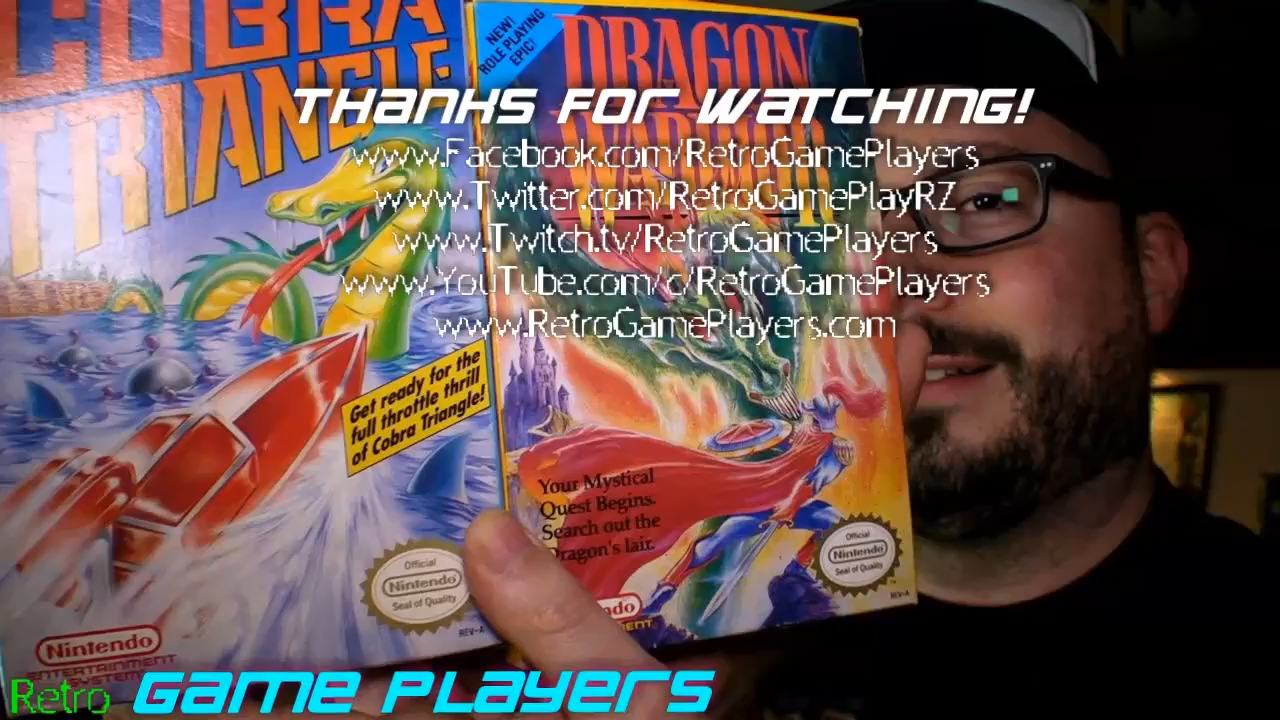 COBRA
TRIANGLE
NEW!
ROLE PLAYING
EPIC!
DRAGON
WARRIOR
THANKS FOR WATCHING!
www.Facebook.com/RetroGamePlayers
www.Twitter.com/RetroGamePlayRZ
www.Twitch.tv/RetroGamePlayers
www.YouTube.com/c/RetroGamePlayers
www.RetroGamePlayers.com
Get ready for the
full throttle thrill
of Cobra Triangle!
Your Mystical
Quest Begins.
Search out the
Dragon's lair.
Official
Nintendo
Seal of Quality
REV-A
Official
Nintendo
Seal of Quality
REV-A
Nintendo
ENTERTAINMENT
SYSTEM
Retro GAME PLAYERS